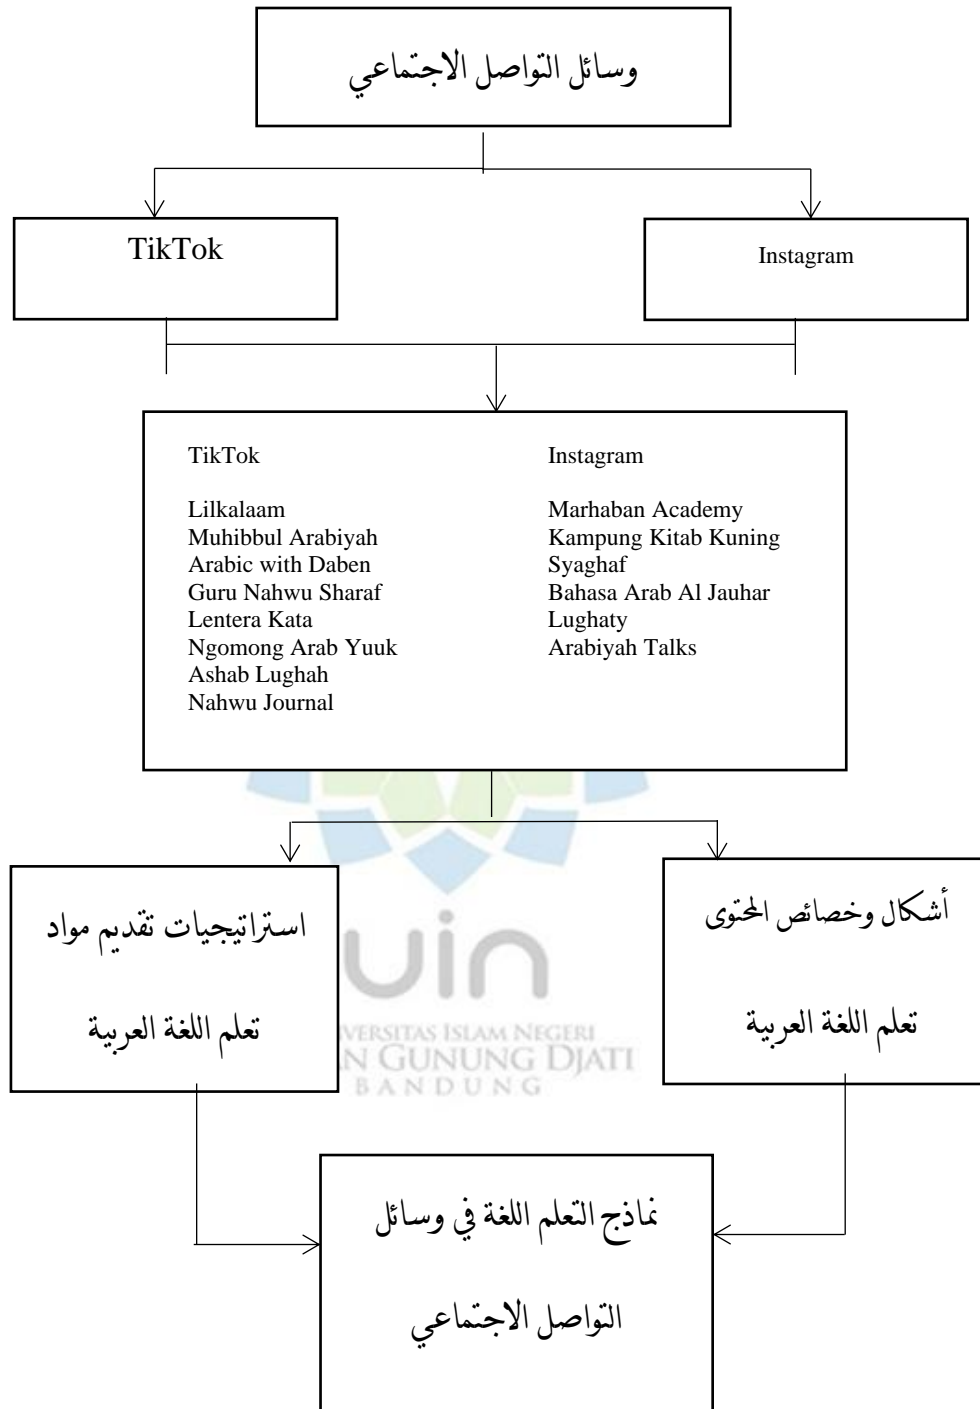 وسائل التواصل الاجتماعي
TikTok
Instagram
TikTok
Lilkalaam
Muhibbul Arabiyah
Arabic with Daben
Guru Nahwu Sharaf
Lentera Kata
Ngomong Arab Yuuk
Ashab Lughah
Nahwu Journal
Instagram
Marhaban Academy
Kampung Kitab Kuning
Syaghaf
Bahasa Arab Al Jauhar
Lughaty
Arabiyah Talks
أشكال وخصائص المحتوى
تعلم اللغة العربية
استراتيجيات تقديم مواد
تعلم اللغة العربية
uin
ISLAM NEGERI
GUNUNG DJATI
BANDUNG
نماذج التعلم اللغة في وسائل
التواصل الاجتماعي